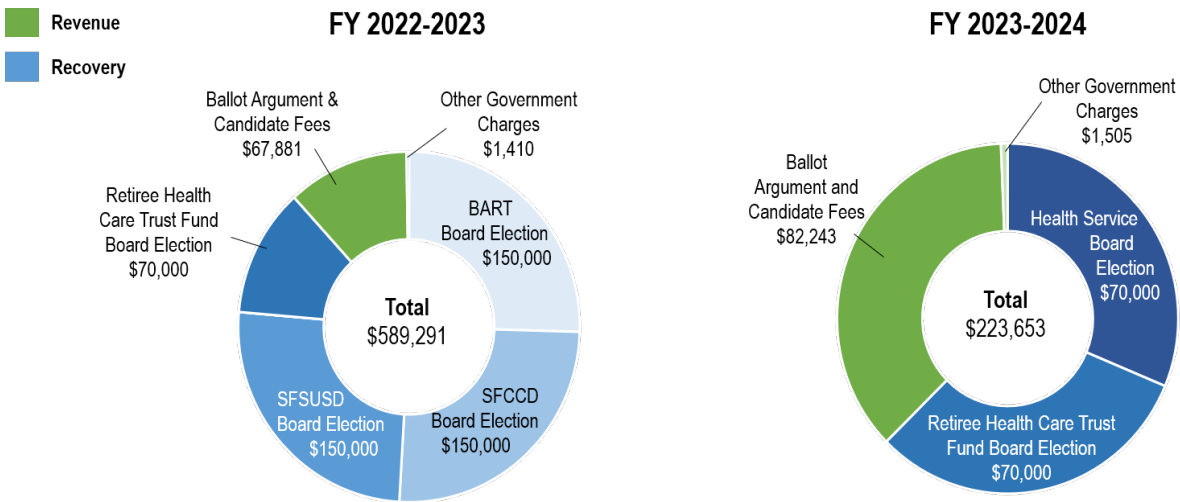 Revenue
Recovery
FY 2022-2023
Ballot Argument &
Candidate Fees
$67,881
Other Government
Charges
$1,410
Retiree Health
Care Trust Fund
Board Election
$70,000
BART
Board Election
$150,000
Total
$589,291
SFSUSD
Board Election
$150,000
SFCCD
Board Election
$150,000
FY 2023-2024
Other Government
Charges
$1,505
Ballot
Argument and
Candidate Fees
$82,243
Health Service
Board
Election
$70,000
Total
$223,653
Retiree Health Care Trust
Fund Board Election
$70,000